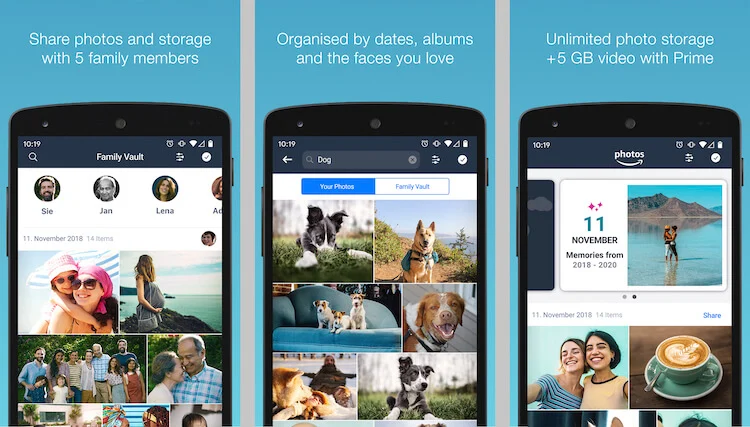 Share photos and storage
with 5 family members
10:19
Family Vault
Sie
Jan
Lena
11. November 2018 14 Items
Organised by dates, albums
and the faces you love
10:19
Dog
Your Photos
Family Vault
Unlimited photo storage
+5 GB video with Prime
10:19
photos
11
NOVEMBER
Memories from
2018 - 2020
11. November 2018 14 Items
Share